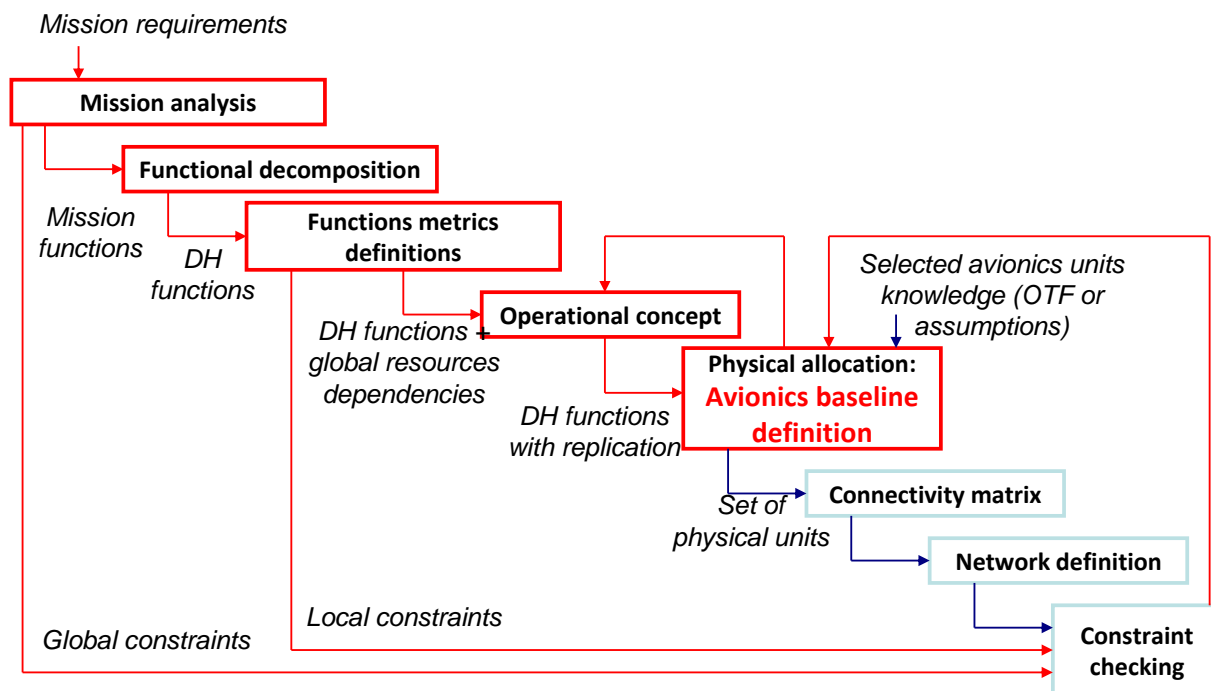 Mission requirements
Mission analysis
Functional decomposition
Mission
functions
Functions metrics
definitions
DH
functions
Selected avionics units
knowledge (OTF or
assumptions)
Operational concept
DH functions +
global resources
dependencies
Physical allocation:
Avionics baseline
definition
DH functions
with replication
Connectivity matrix
Set of
physical units
Network definition
Local constraints
Global constraints
Constraint
checking